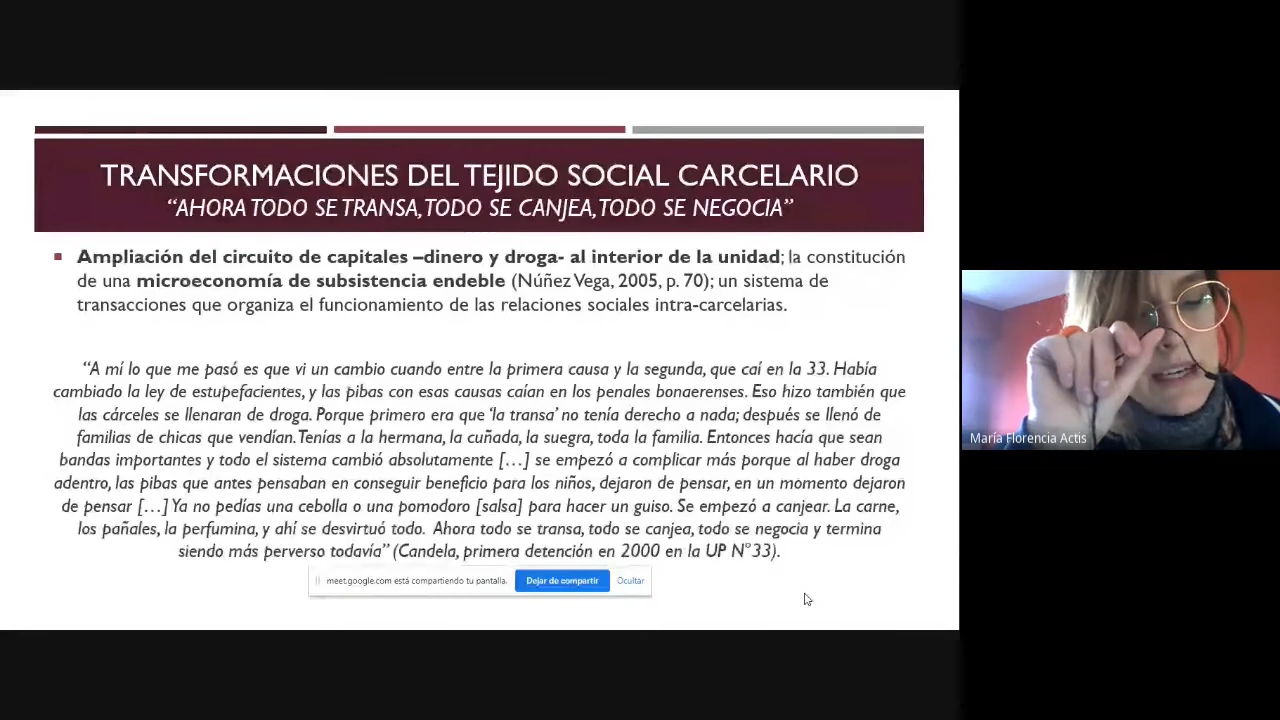 TRANSFORMACIONES DEL TEJIDO SOCIAL CARCELARIO
“AHORA TODO SE TRANSA, TODO SE CANJEA, TODO SE NEGOCIA”
▪ Ampliación del circuito de capitales –dinero y droga- al interior de la unidad; la constitución
de una microeconomía de subsistencia endeble (Núñez Vega, 2005, p. 70); un sistema de
transacciones que organiza el funcionamiento de las relaciones sociales intra-carcelarias.
“A mí lo que me pasó es que vi un cambio cuando entre la primera causa y la segunda, que caí en la 33. Había
cambiado la ley de estupefacientes, y las pibas con esas causas caían en los penales bonaerenses. Eso hizo también que
las cárceles se llenaran de droga. Porque primero era que ‘la transa’ no tenía derecho a nada; después se llenó de
familias de chicas que vendían. Tenías a la hermana, la cuñada, la suegra, toda la familia. Entonces hacía que sean
bandas importantes y todo el sistema cambió absolutamente […] se empezó a complicar más porque al haber droga
adentro, las pibas que antes pensaban en conseguir beneficio para los niños, dejaron de pensar, en un momento dejaron
de pensar […] Ya no pedías una cebolla o una pomodoro [salsa] para hacer un guiso. Se empezó a canjear. La carne,
los pañales, la perfumina, y ahí se desvirtuó todo. Ahora todo se transa, todo se canjea, todo se negocia y termina
siendo más perverso todavía” (Candela, primera detención en 2000 en la UP N°33).
meet.google.com está compartiendo tu pantalla. Dejar de compartir Ocultar
María Florencia Actis